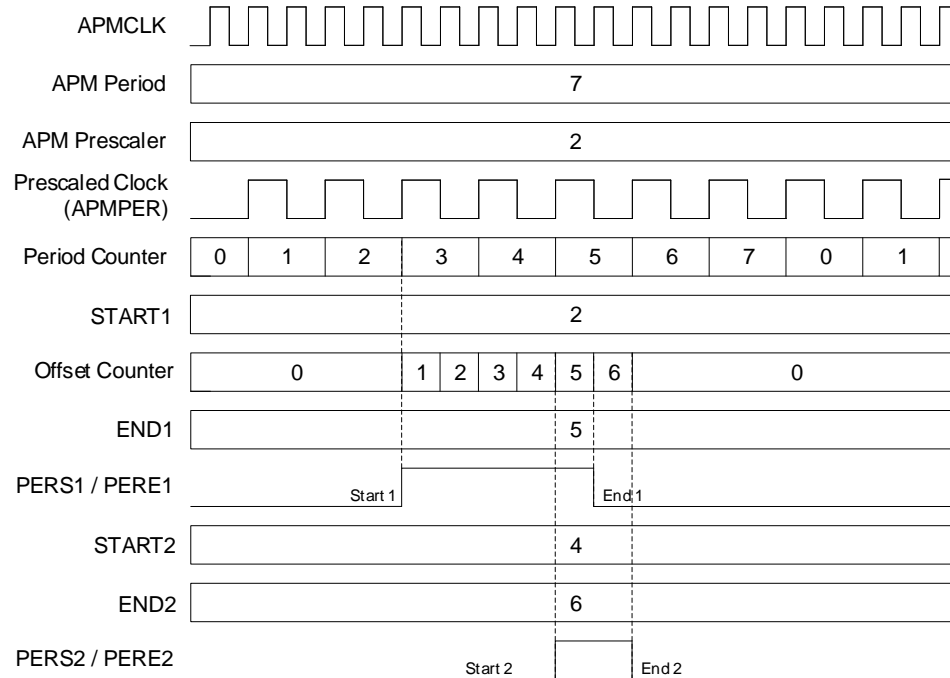 APMCLK
APM Period 7
APM Prescaler 2
Prescaled Clock
(APMPER)
Period Counter 0 1 2 3 4 5 6 7 0 1
START1 2
Offset Counter 0 1 2 3 4 5 6 0
END1 5
PERS1 / PERE1 Start 1 End 1
START2 4
END2 6
PERS2 / PERE2 Start 2 End 2